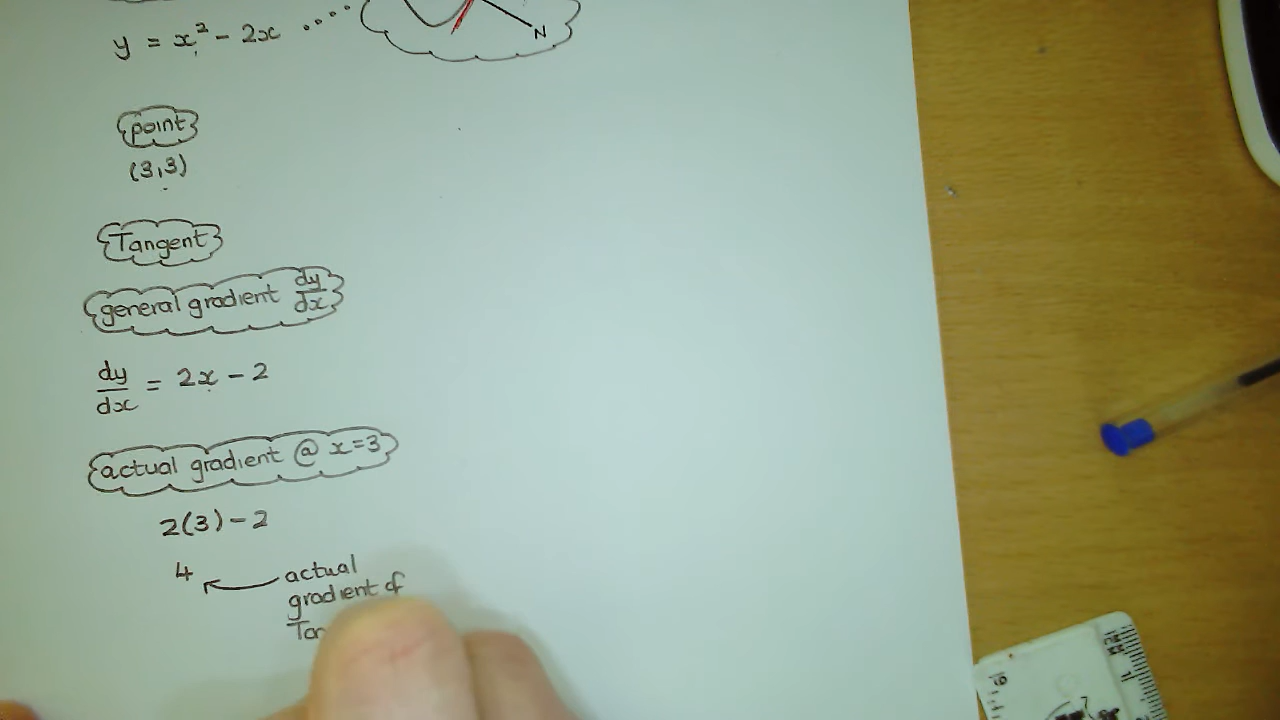 y = x² - 2x ....
N
point
(3,3)
Tangent
general gradient dy/dx
dy/dx = 2x - 2
actual gradient @ x=3
2(3) - 2
4
actual
gradient of